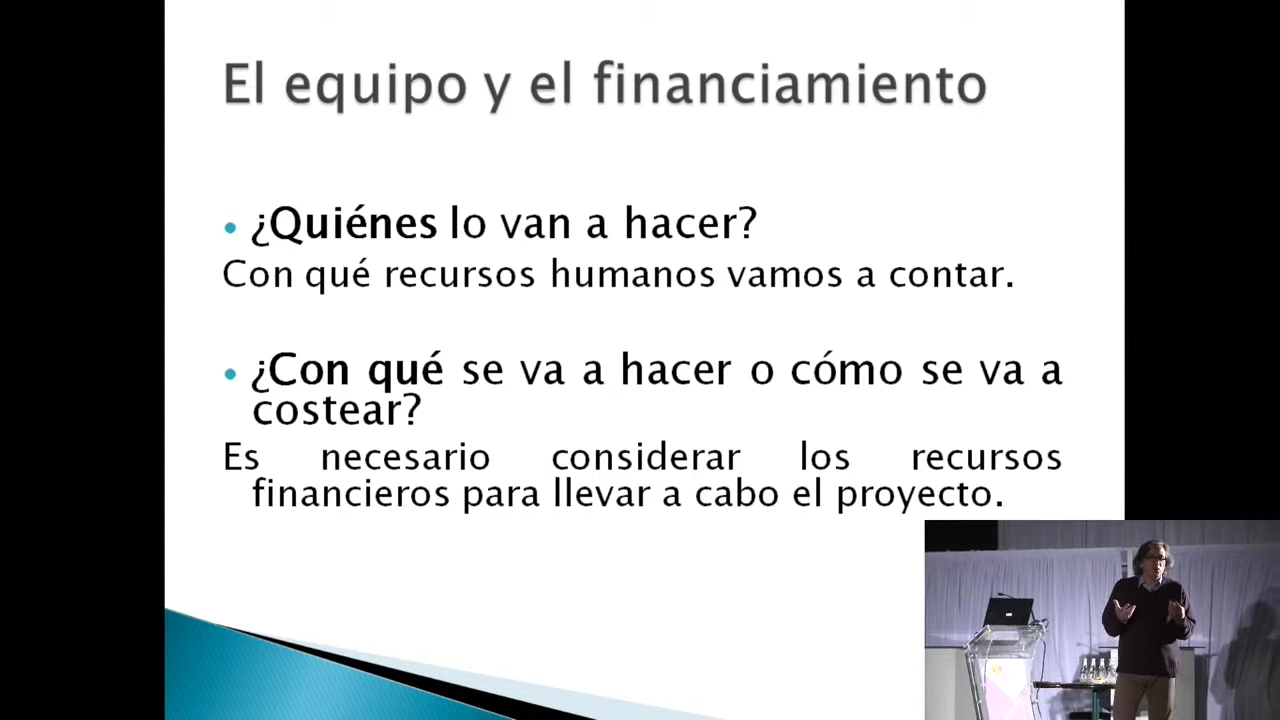 El equipo y el financiamiento
• ¿Quiénes lo van a hacer?
Con qué recursos humanos vamos a contar.
• ¿Con qué se va a hacer o cómo se va a
costear?
Es necesario considerar los recursos
financieros para llevar a cabo el proyecto.